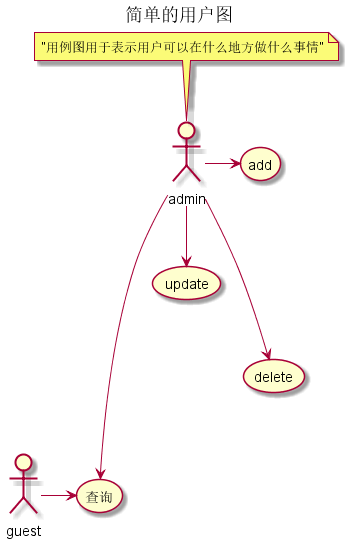 简单的用户图
"用例图用于表示用户可以在什么地方做什么事情"
add
admin
update
delete
查询
guest